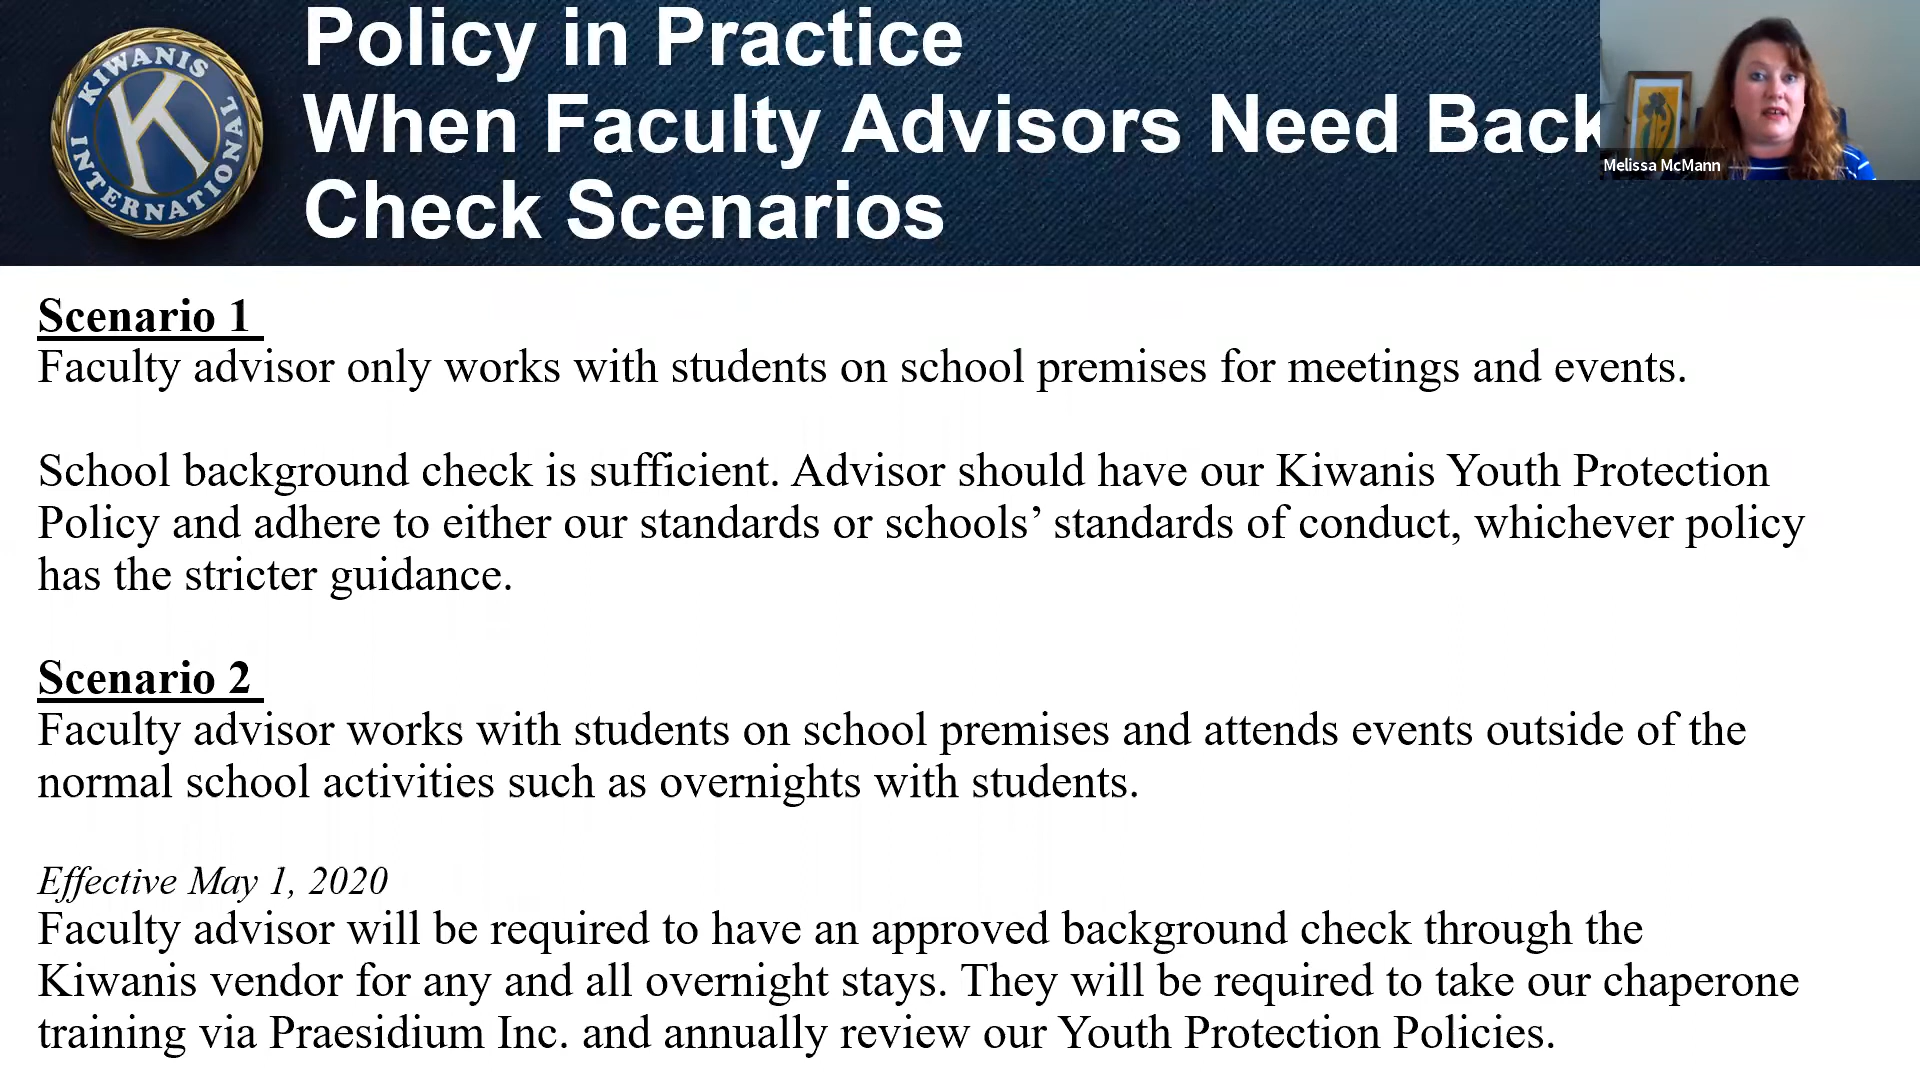 Policy in Practice
When Faculty Advisors Need Back
Check Scenarios
KIWANIS
K
INTERNATIONAL
Melissa McMann
Scenario 1
Faculty advisor only works with students on school premises for meetings and events.
School background check is sufficient. Advisor should have our Kiwanis Youth Protection
Policy and adhere to either our standards or schools’ standards of conduct, whichever policy
has the stricter guidance.
Scenario 2
Faculty advisor works with students on school premises and attends events outside of the
normal school activities such as overnights with students.
Effective May 1, 2020
Faculty advisor will be required to have an approved background check through the
Kiwanis vendor for any and all overnight stays. They will be required to take our chaperone
training via Praesidium Inc. and annually review our Youth Protection Policies.